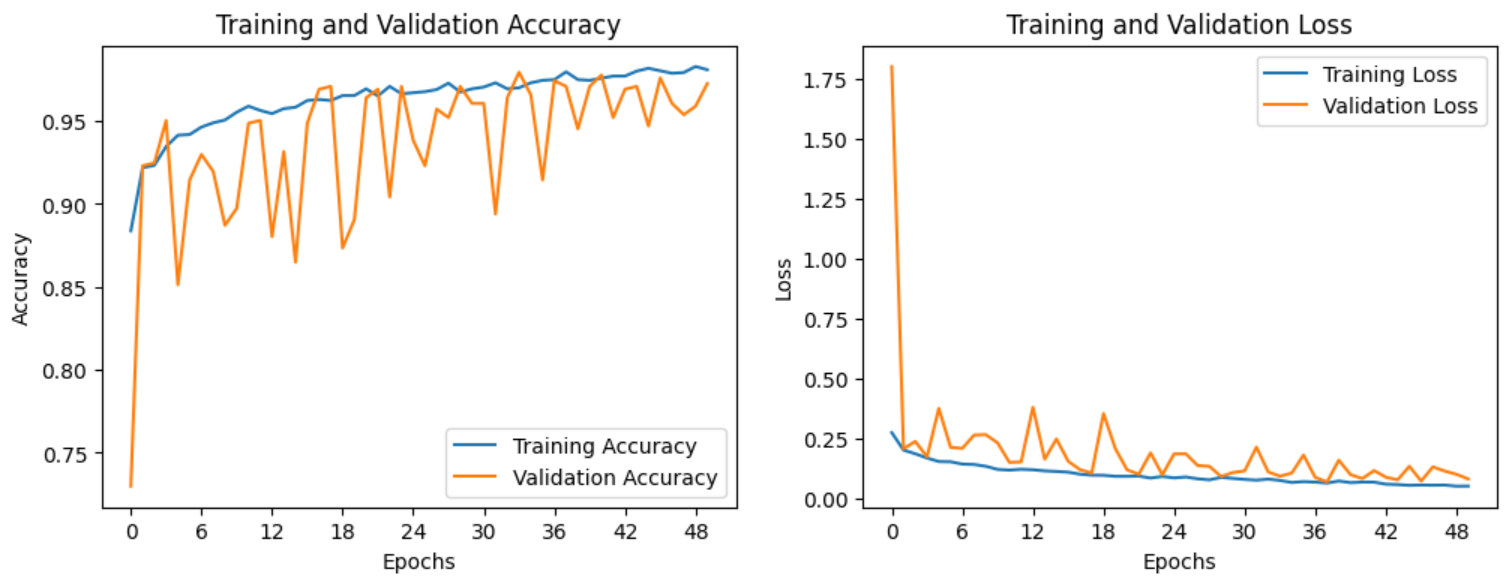 Training and Validation Accuracy
0.95
0.90
0.85
0.80
0.75
Accuracy
Training Accuracy
Validation Accuracy
0 6 12 18 24 30 36 42 48
Epochs
Training and Validation Loss
1.75
1.50
1.25
1.00
0.75
0.50
0.25
0.00
Loss
Training Loss
Validation Loss
0 6 12 18 24 30 36 42 48
Epochs